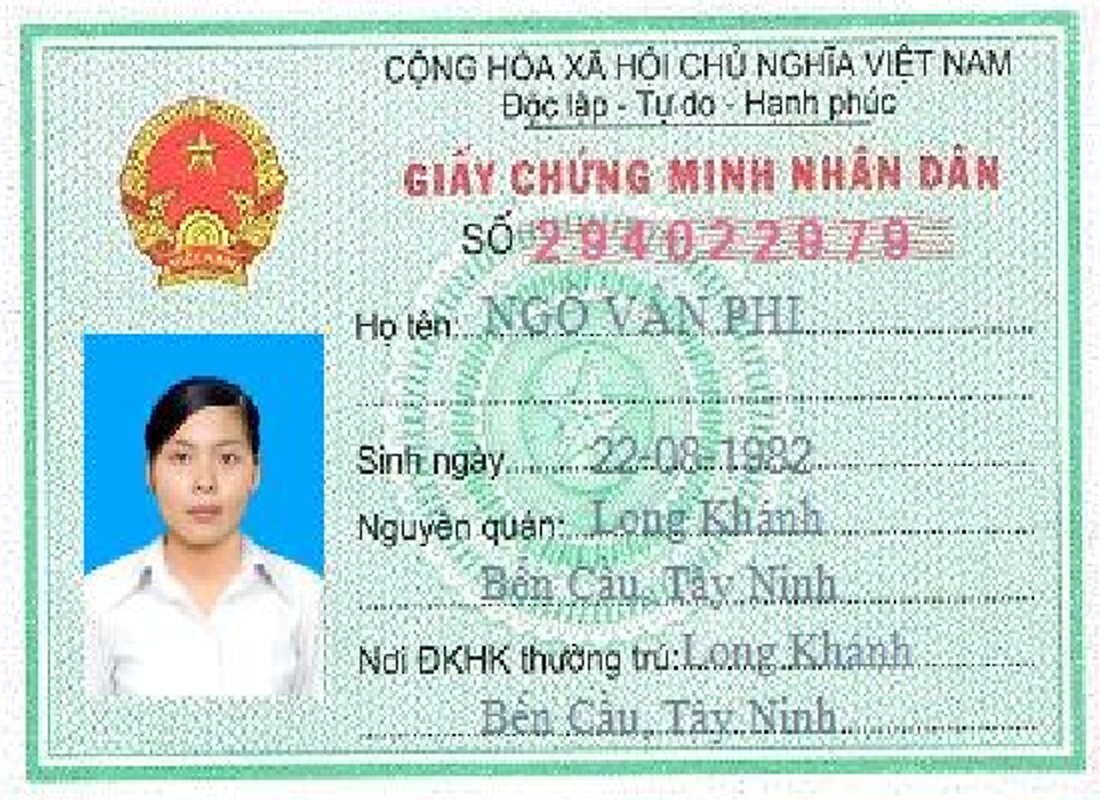 CỘNG HÒA XÃ HỘI CHỦ NGHĨA VIỆT NAM
Độc lập - Tự do - Hạnh phúc
GIẤY CHỨNG MINH NHÂN DÂN
SỐ 294022979
Họ tên: NGÔ VĂN PHI
Sinh ngày 22-08-1982
Nguyên quán: Long Khánh
Bến Cầu, Tây Ninh
Nơi ĐKHK thường trú: Long Khánh
Bến Cầu, Tây Ninh